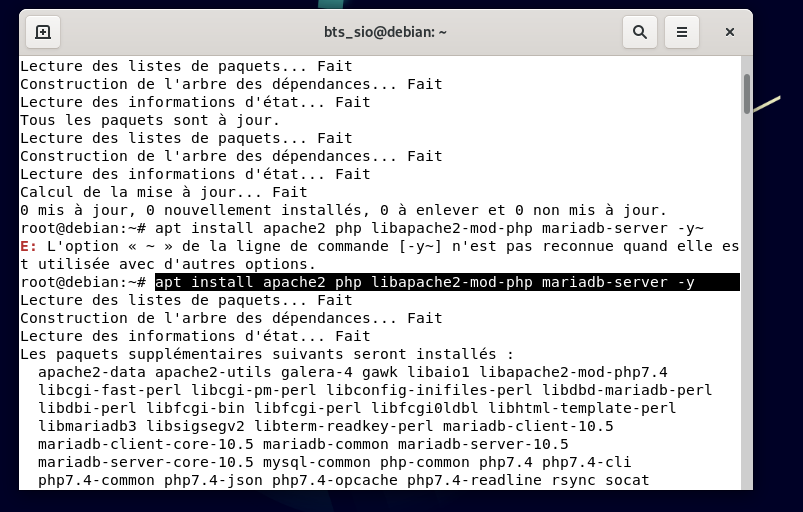 bts_sio@debian: ~
Lecture des listes de paquets... Fait
Construction de l'arbre des dépendances... Fait
Lecture des informations d'état... Fait
Tous les paquets sont à jour.
Lecture des listes de paquets... Fait
Construction de l'arbre des dépendances... Fait
Lecture des informations d'état... Fait
Calcul de la mise à jour... Fait
0 mis à jour, 0 nouvellement installés, 0 à enlever et 0 non mis à jour.
root@debian:~# apt install apache2 php libapache2-mod-php mariadb-server -y~
E: L'option « ~ » de la ligne de commande [-y~] n'est pas reconnue quand elle es
t utilisée avec d'autres options.
root@debian:~# apt install apache2 php libapache2-mod-php mariadb-server -y
Lecture des listes de paquets... Fait
Construction de l'arbre des dépendances... Fait
Lecture des informations d'état... Fait
Les paquets supplémentaires suivants seront installés :
apache2-data apache2-utils galera-4 gawk libaio1 libapache2-mod-php7.4
libcgi-fast-perl libcgi-pm-perl libconfig-inifiles-perl libdbd-mariadb-perl
libdbi-perl libfcgi-bin libfcgi-perl libfcgi0ldbl libhtml-template-perl
libmariadb3 libsigsegv2 libterm-readkey-perl mariadb-client-10.5
mariadb-client-core-10.5 mariadb-common mariadb-server-10.5
mariadb-server-core-10.5 mysql-common php-common php7.4 php7.4-cli
php7.4-common php7.4-json php7.4-opcache php7.4-readline rsync socat